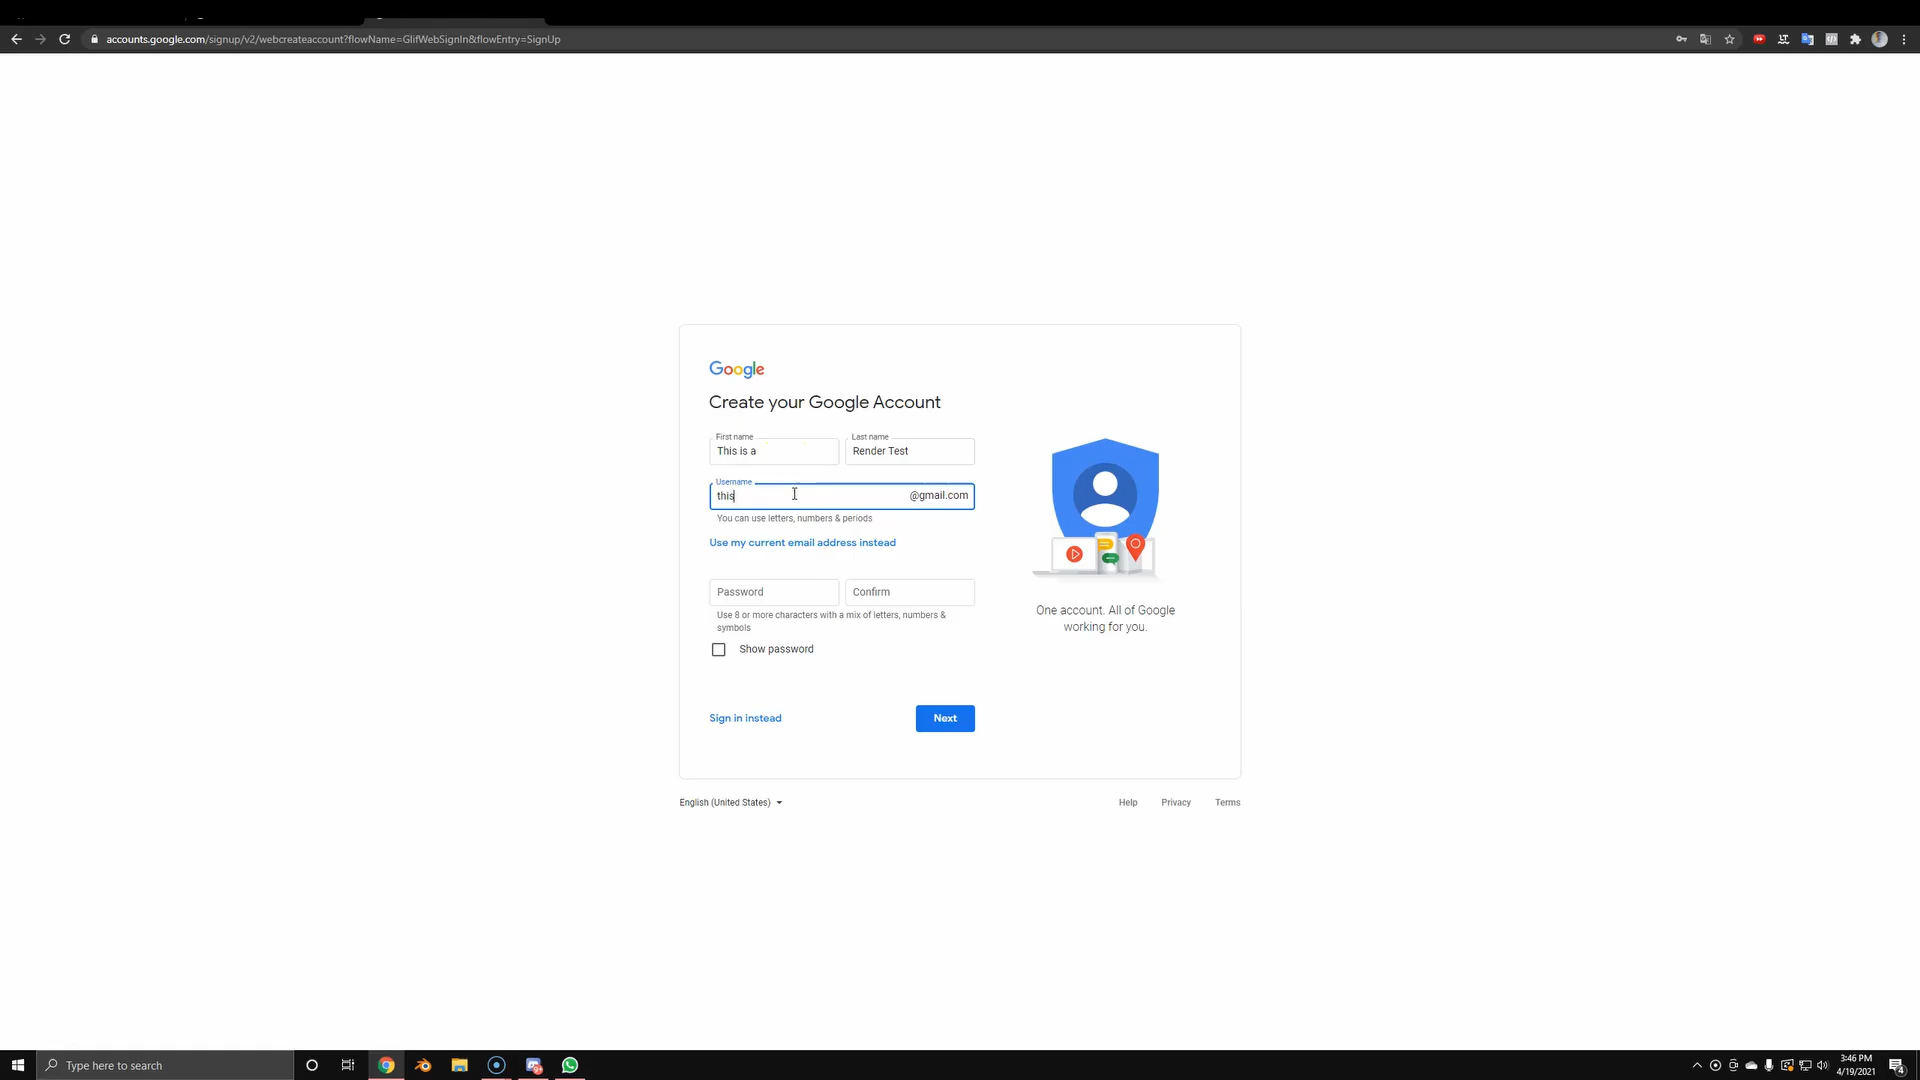 accounts.google.com/signup/v2/webcreateaccount?flowName=GlifWebSignIn&flowEntry=SignUp
Google
Create your Google Account
First name
Last name
This is a
Render Test
Username
this
@gmail.com
You can use letters, numbers & periods
Use my current email address instead
Password
Confirm
Use 8 or more characters with a mix of letters, numbers &
symbols
Show password
Sign in instead
Next
One account. All of Google
working for you.
English (United States)
Help
Privacy
Terms
Type here to search
3:46 PM
4/19/2021